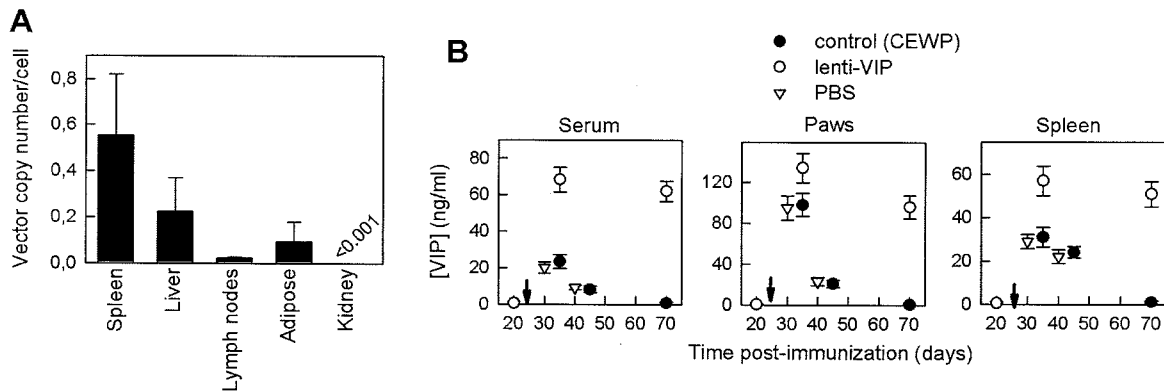 A
Vector copy number/cell
0,8
0,6
0,4
0,2
0,0
<0.001
Spleen
Liver
Lymph nodes
Adipose
Kidney
B
control (CEWP)
lenti-VIP
PBS
Serum
Paws
Spleen
[VIP] (ng/ml)
80
60
40
20
0
120
80
40
0
60
40
20
0
20 30 40 50 60 70
20 30 40 50 60 70
20 30 40 50 60 70
Time post-immunization (days)